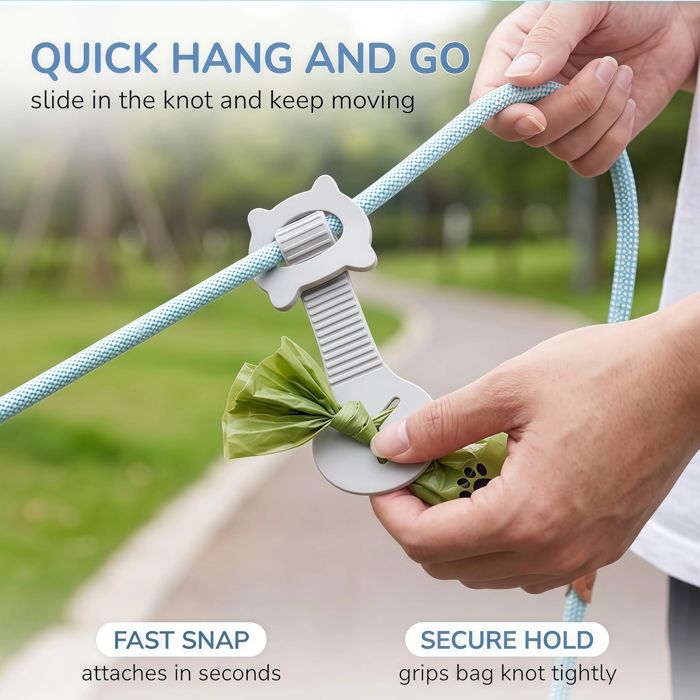 QUICK HANG AND GO
slide in the knot and keep moving
FAST SNAP
attaches in seconds
SECURE HOLD
grips bag knot tightly